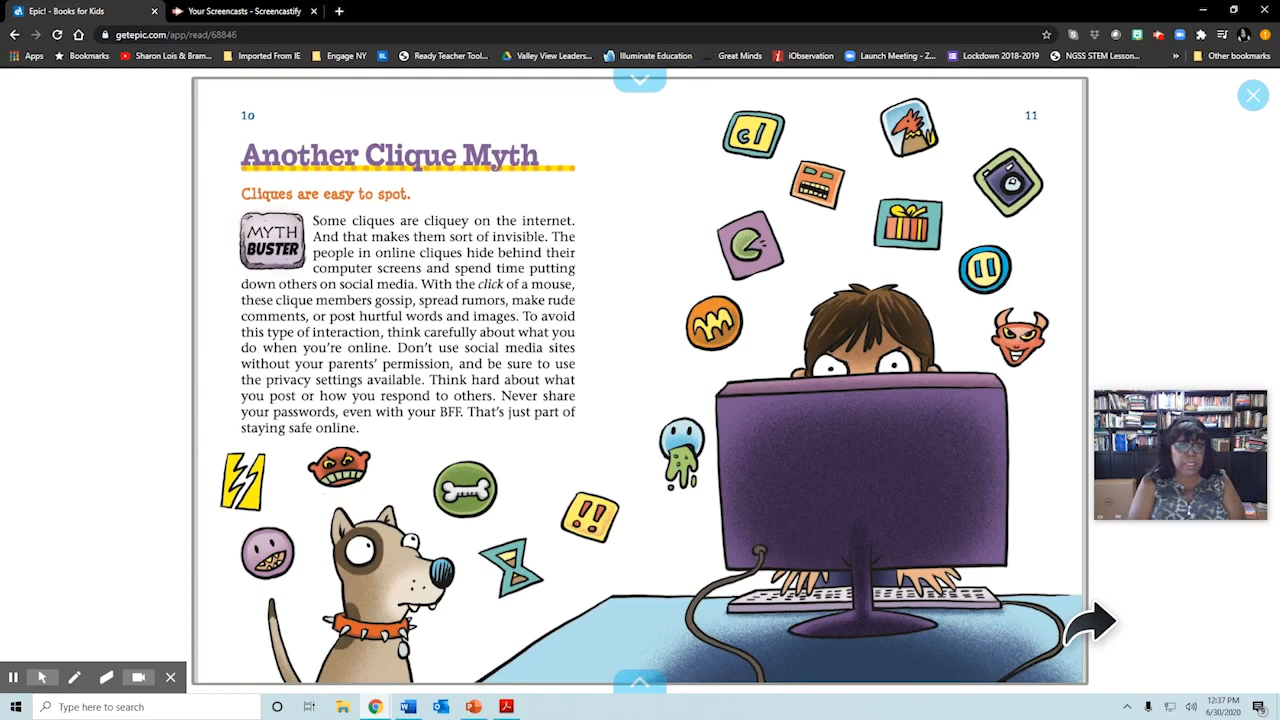 Epic! - Books for Kids
Your Screencasts - Screencastify
getepic.com/app/read/68846
Apps
Bookmarks
Sharon Lois & Bram...
Imported From IE
Engage NY
BL
Ready Teacher Tool...
Valley View Leaders...
Illuminate Education
Great Minds
iObservation
Launch Meeting - Z...
Lockdown 2018-2019
NGSS STEM Lesson...
Other bookmarks
10
11
Another Clique Myth
Cliques are easy to spot.
MYTH
BUSTER
Some cliques are cliquey on the internet.
And that makes them sort of invisible. The
people in online cliques hide behind their
computer screens and spend time putting
down others on social media. With the click of a mouse,
these clique members gossip, spread rumors, make rude
comments, or post hurtful words and images. To avoid
this type of interaction, think carefully about what you
do when you're online. Don't use social media sites
without your parents' permission, and be sure to use
the privacy settings available. Think hard about what
you post or how you respond to others. Never share
your passwords, even with your BFF. That's just part of
staying safe online.
cl
!!
Type here to search
12:37 PM
6/30/2020